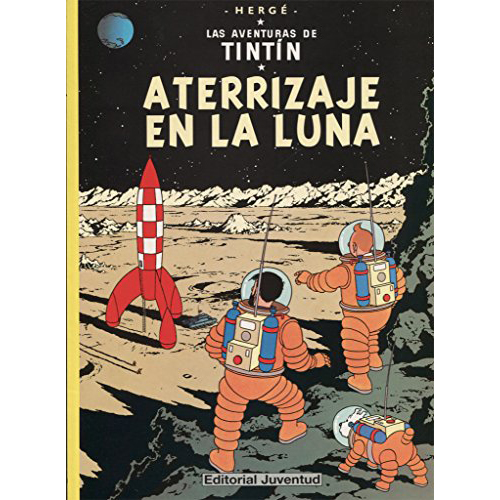 - HERGÉ -
LAS AVENTURAS DE
TINTÍN
ATERRIZAJE
EN LA LUNA
Editorial Juventud